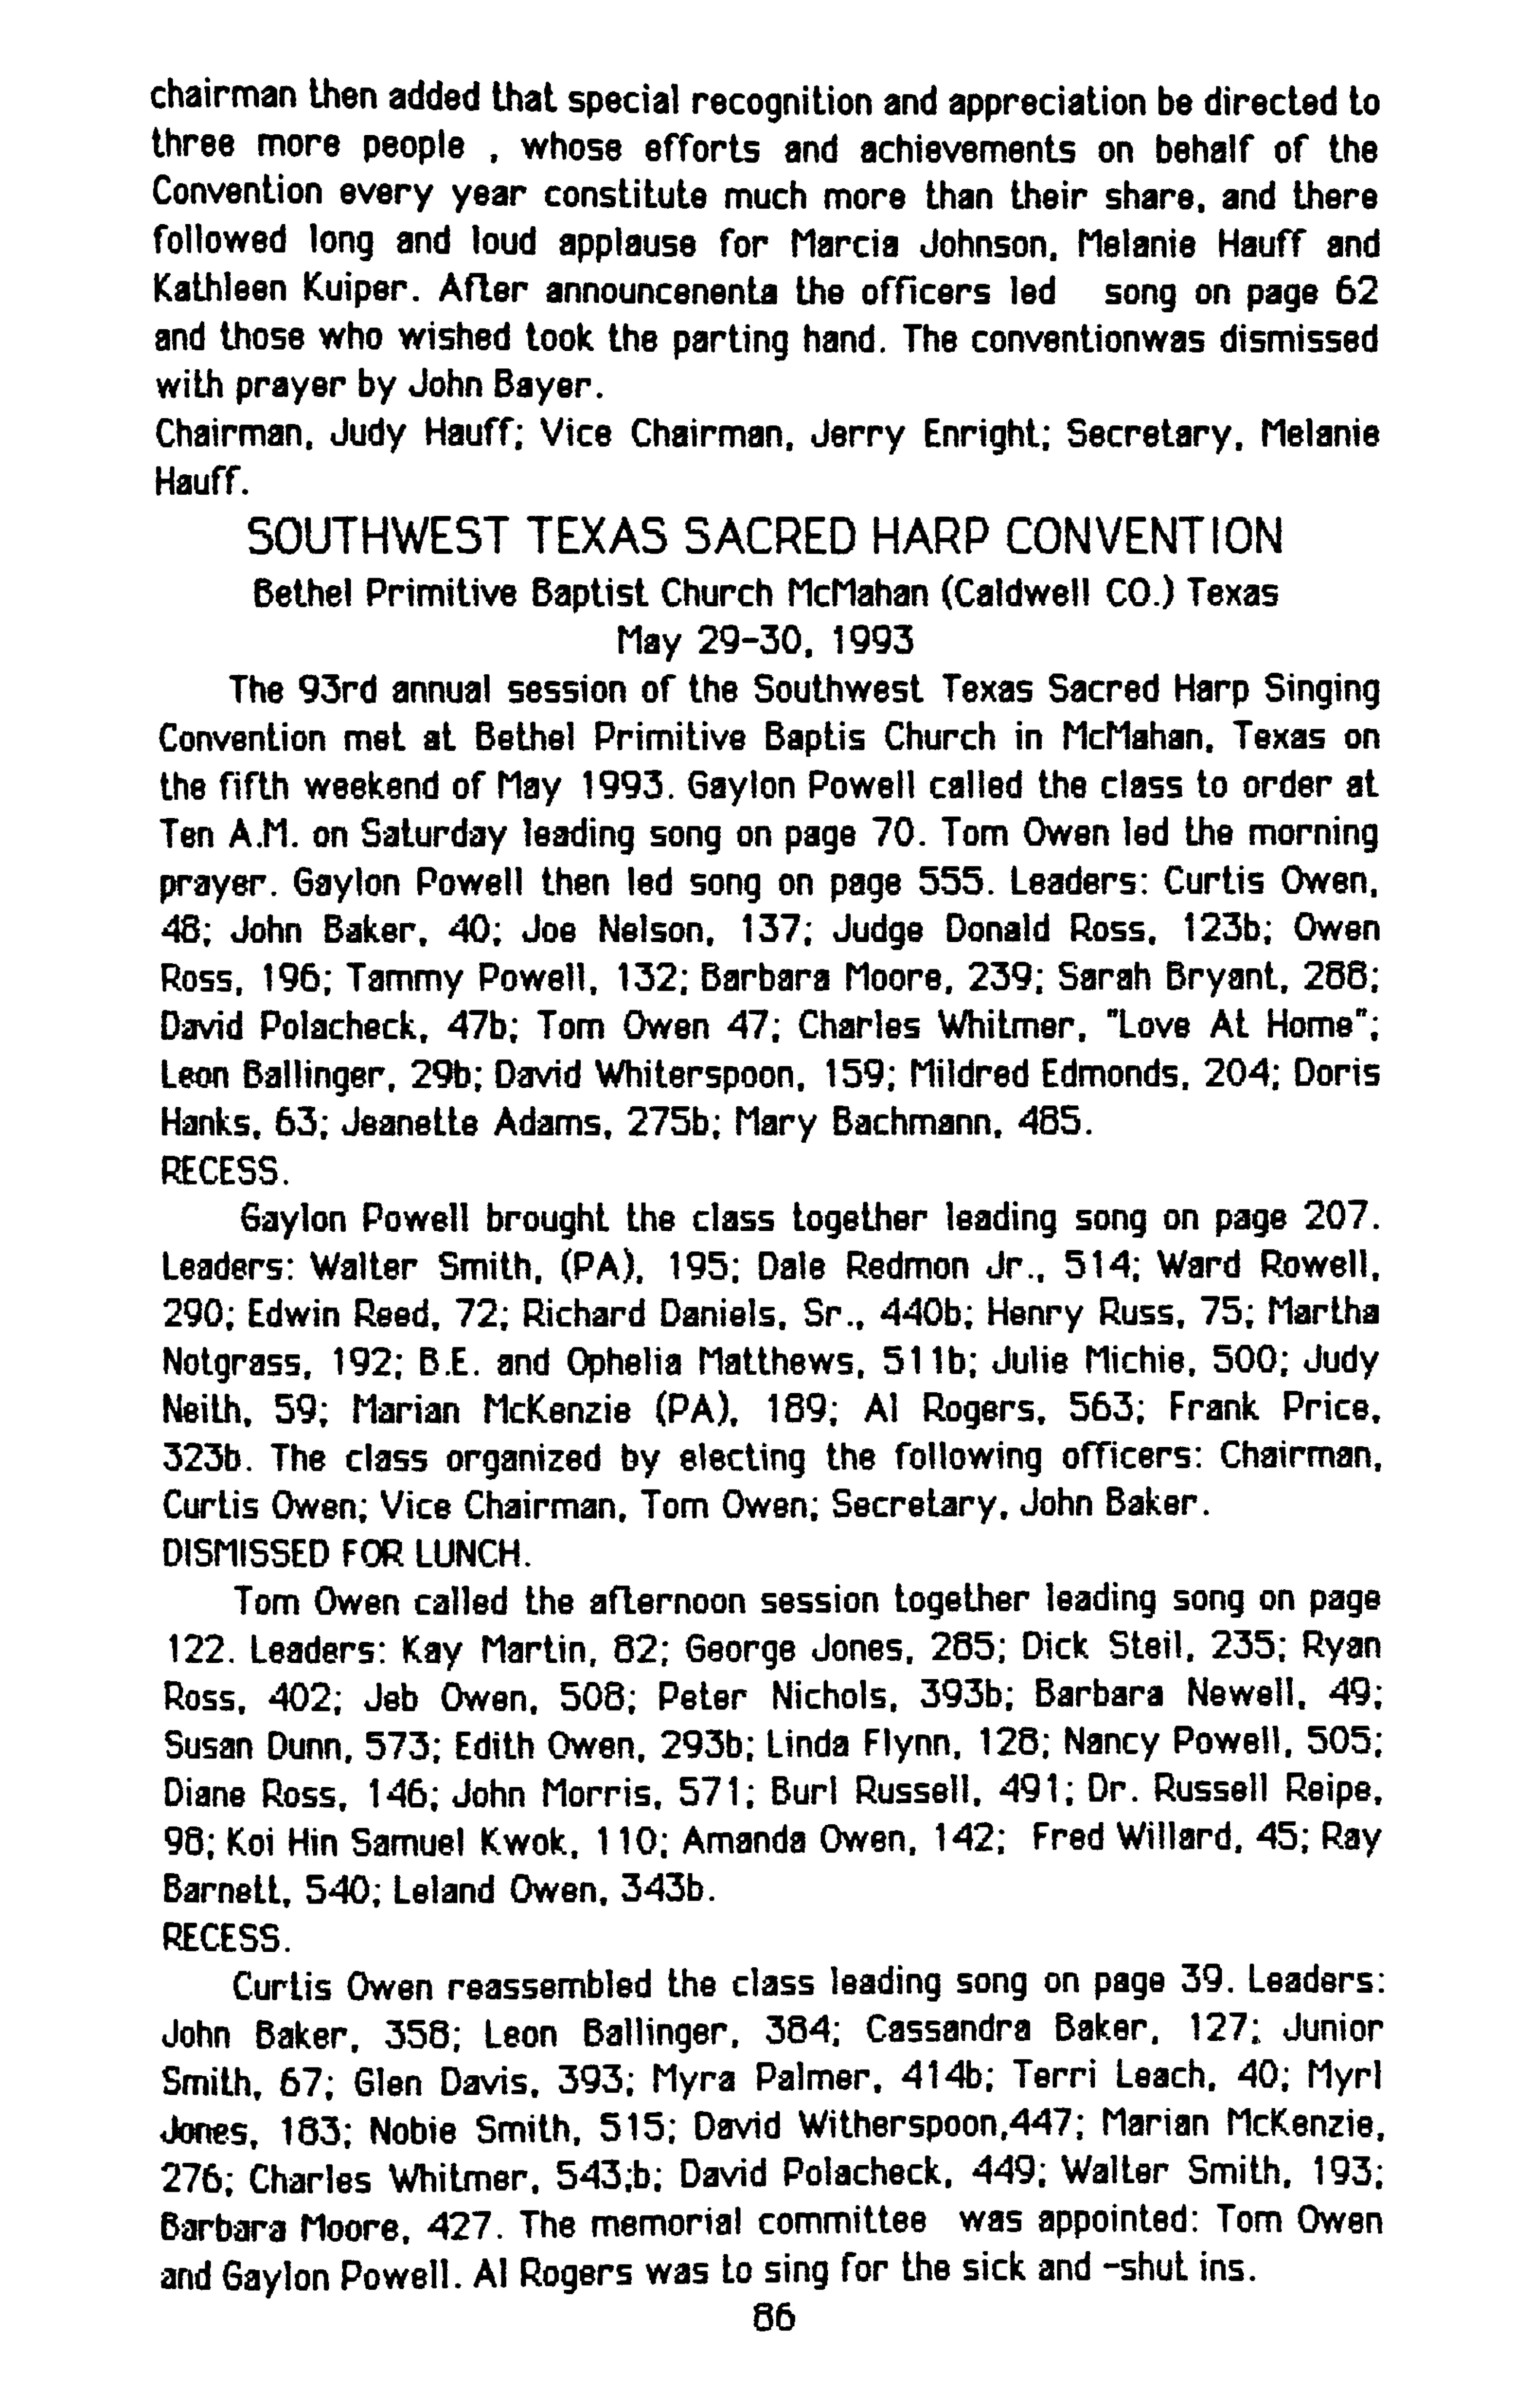 chairman then added that special recognition and appreciation be directed to
three more people , whose efforts and achievements on behalf of the
Convention every year constitute much more than their share, and there
followed long and loud applause for Marcia Johnson, Melanie Hauff and
Kathleen Kuiper. After announcenenta the officers led song on page 62
and those who wished took the parting hand. The conventionwas dismissed
with prayer by John Bayer.
Chairman, Judy Hauff; Vice Chairman, Jerry Enright; Secretary, Melanie
Hauff.
SOUTHWEST TEXAS SACRED HARP CONVENTION
Bethel Primitive Baptist Church McMahan (Caldwell CO.) Texas
May 29-30, 1993
The 93rd annual session of the Southwest Texas Sacred Harp Singing
Convention met at Bethel Primitive Baptis Church in McMahan, Texas on
the fifth weekend of May 1993. Gaylon Powell called the class to order at
Ten A.M. on Saturday leading song on page 70. Tom Owen led the morning
prayer. Gaylon Powell then led song on page 555. Leaders: Curtis Owen,
48; John Baker, 40; Joe Nelson, 137; Judge Donald Ross, 123b; Owen
Ross, 196; Tammy Powell, 132; Barbara Moore, 239; Sarah Bryant, 288;
David Polacheck, 47b; Tom Owen 47; Charles Whitmer, "Love At Home";
Leon Ballinger, 29b; David Whiterspoon, 159; Mildred Edmonds, 204; Doris
Hanks, 63; Jeanette Adams, 275b; Mary Bachmann, 485.
RECESS.
Gaylon Powell brought the class together leading song on page 207.
Leaders: Walter Smith, (PA), 195; Dale Redmon Jr., 514; Ward Rowell,
290; Edwin Reed, 72; Richard Daniels, Sr., 440b; Henry Russ, 75; Martha
Notgrass, 192; B.E. and Ophelia Matthews, 511b; Julie Michie, 500; Judy
Neith, 59; Marian McKenzie (PA), 189; Al Rogers, 563; Frank Price,
323b. The class organized by electing the following officers: Chairman,
Curtis Owen; Vice Chairman, Tom Owen; Secretary, John Baker.
DISMISSED FOR LUNCH.
Tom Owen called the afternoon session together leading song on page
122. Leaders: Kay Martin, 82; George Jones, 285; Dick Steil, 235; Ryan
Ross, 402; Jeb Owen, 508; Peter Nichols, 393b; Barbara Newell, 49;
Susan Dunn, 573; Edith Owen, 293b; Linda Flynn, 128; Nancy Powell, 505;
Diane Ross, 146; John Morris, 571; Burl Russell, 491; Dr. Russell Reipe,
98; Koi Hin Samuel Kwok, 110; Amanda Owen, 142; Fred Willard, 45; Ray
Barnett, 540; Leland Owen, 343b.
RECESS.
Curtis Owen reassembled the class leading song on page 39. Leaders:
John Baker, 358; Leon Ballinger, 384; Cassandra Baker, 127; Junior
Smith, 67; Glen Davis, 393; Myra Palmer, 414b; Terri Leach, 40; Myrl
Jones, 183; Nobie Smith, 515; David Witherspoon,447; Marian McKenzie,
276; Charles Whitmer, 543;b; David Polacheck, 449; Walter Smith, 193;
Barbara Moore, 427. The memorial committee was appointed: Tom Owen
and Gaylon Powell. Al Rogers was to sing for the sick and -shut ins.
86